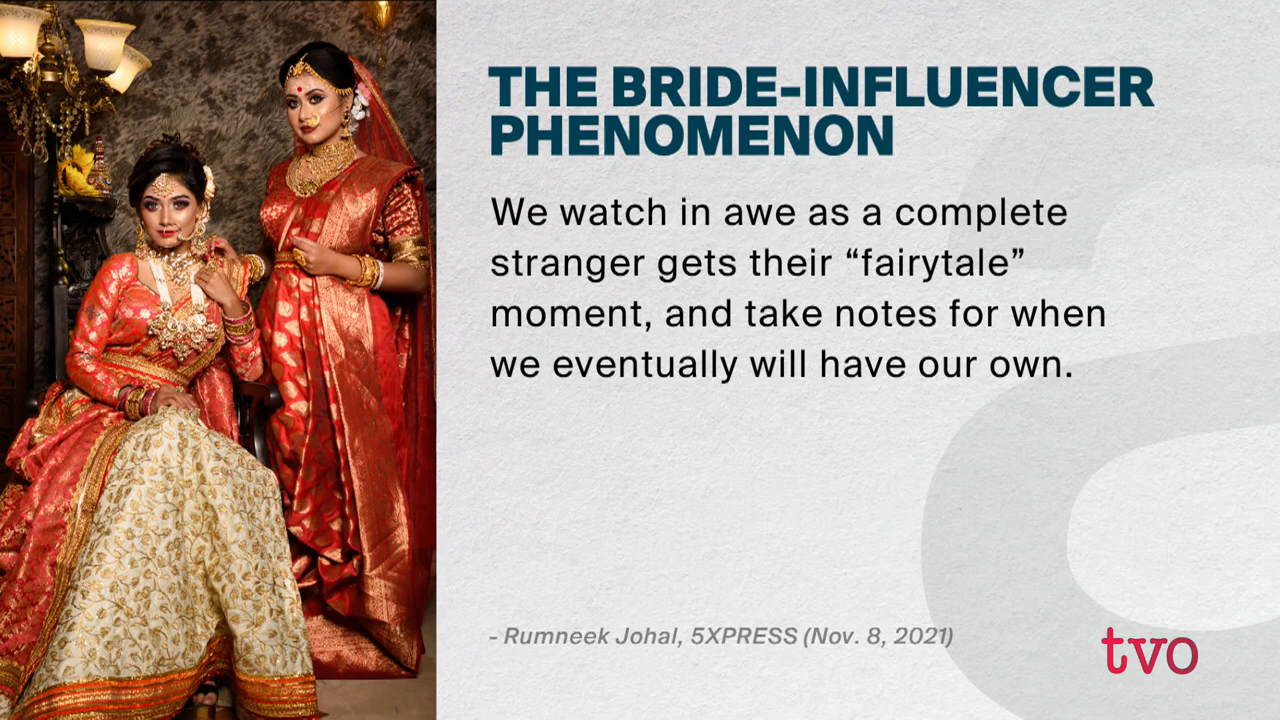 THE BRIDE-INFLUENCER
PHENOMENON
We watch in awe as a complete
stranger gets their “fairytale”
moment, and take notes for when
we eventually will have our own.
- Rumneek Johal, 5XPRESS (Nov. 8, 2021)
tvo